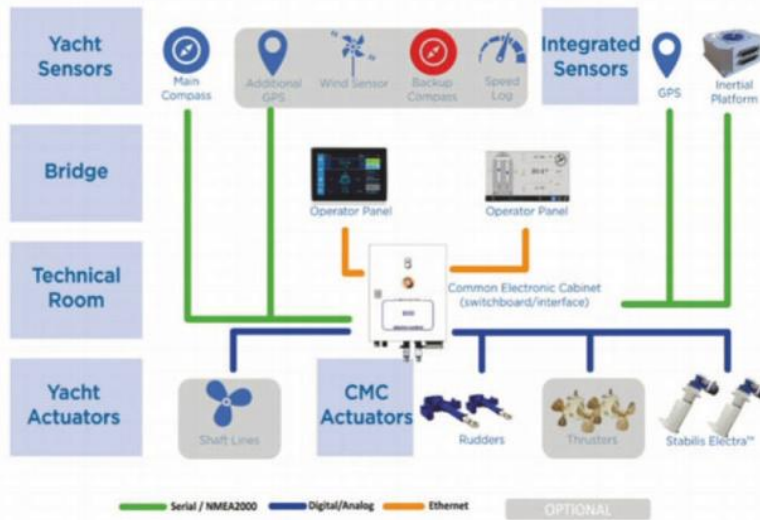 Yacht
Sensors
Main
Compass
Additional
GPS
Wind Sensor
Backup
Compass
Speed
Log
Integrated
Sensors
GPS
Inertial
Platform
Bridge
Operator Panel
Operator Panel
Technical
Room
Common Electronic Cabinet
(switchboard/interface)
Yacht
Actuators
Shaft Lines
CMC
Actuators
Rudders
Thrusters
Stabilis Electra™
Serial / NMEA2000
Digital/Analog
Ethernet
OPTIONAL